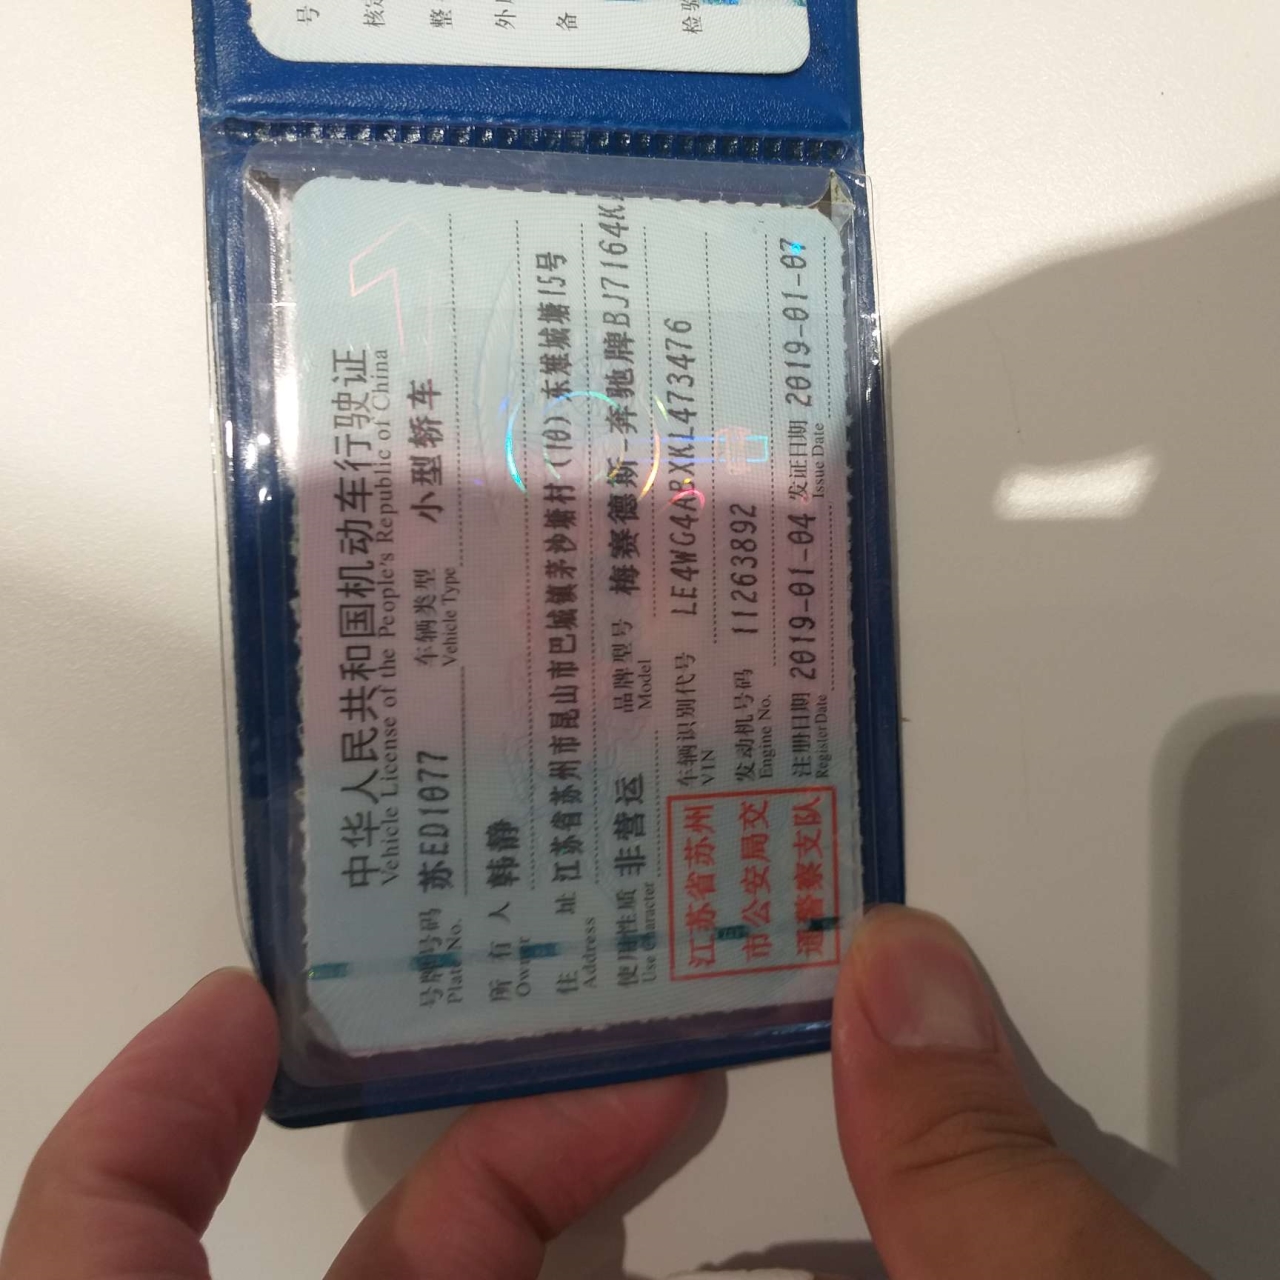 号
整
备
中华人民共和国机动车行驶证
Vehicle License of the People's Republic of China
号牌号码 苏ED1077 车辆类型 小型轿车
Plate No. Vehicle Type
所有人 韩静
Owner
住址 江苏省苏州市昆山市巴城镇茅沙塘村(10)东雉城塘15号
Address
使用性质 非营运 品牌型号 梅赛德斯-奔驰牌BJ7164K
Use Character Model
江苏省苏州
市公安局交
通警察支队
车辆识别代号 LE4WG4ABXKL473476
VIN
发动机号码 11263892
Engine No.
注册日期 2019-01-04 发证日期 2019-01-07
Register Date Issue Date